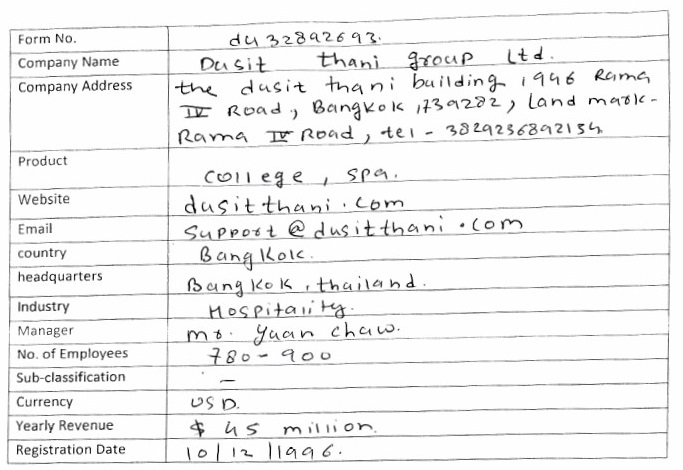 Form No. du32892693.
Company Name Dusit thani group Ltd.
Company Address the dusit thani building, 946 Rama
IV Road, Bangkok, 739282, Land mark-
Rama IV Road, tel - 3829236892154
Product college, spa.
Website dusitthani.com
Email support@dusitthani.com
country Bangkok.
headquarters Bangkok, thailand.
Industry Hospitality.
Manager mr. Yuan chaw.
No. of Employees 780-900
Sub-classification –
Currency USD.
Yearly Revenue $ 45 million.
Registration Date 10/12/1996.